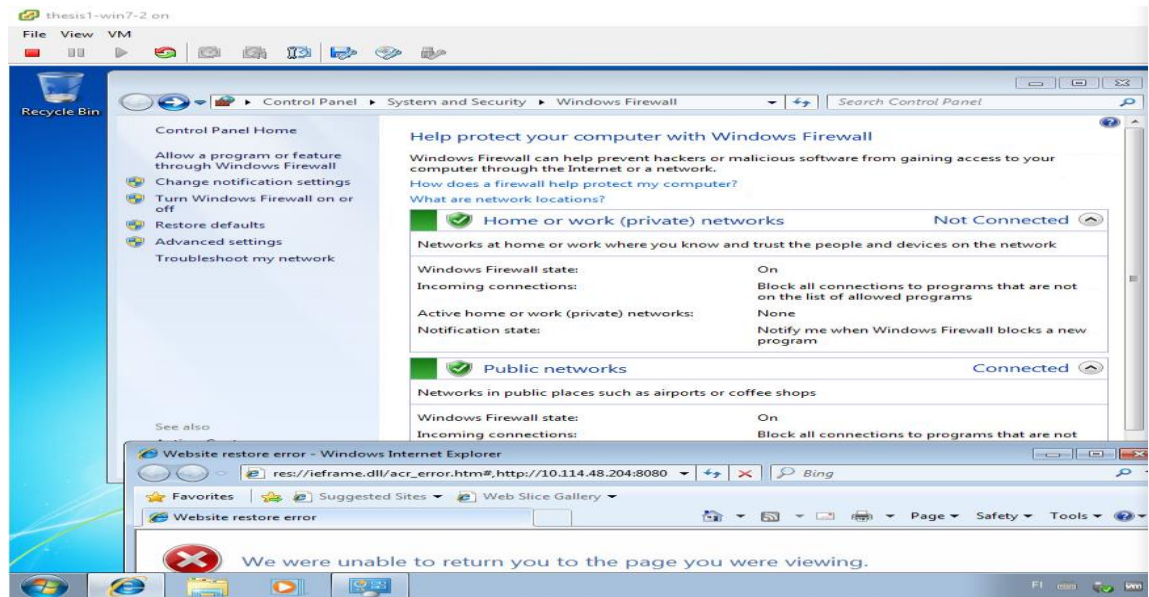 thesis1-win7-2 on
File View VM
Recycle Bin
Control Panel ▸ System and Security ▸ Windows Firewall
Search Control Panel
Control Panel Home
Allow a program or feature
through Windows Firewall
Change notification settings
Turn Windows Firewall on or
off
Restore defaults
Advanced settings
Troubleshoot my network
See also
Help protect your computer with Windows Firewall
Windows Firewall can help prevent hackers or malicious software from gaining access to your
computer through the Internet or a network.
How does a firewall help protect my computer?
What are network locations?
Home or work (private) networks Not Connected
Networks at home or work where you know and trust the people and devices on the network
Windows Firewall state: On
Incoming connections: Block all connections to programs that are not
on the list of allowed programs
Active home or work (private) networks: None
Notification state: Notify me when Windows Firewall blocks a new
program
Public networks Connected
Networks in public places such as airports or coffee shops
Windows Firewall state: On
Incoming connections: Block all connections to programs that are not
Website restore error - Windows Internet Explorer
res://ieframe.dll/acr_error.htm#,http://10.114.48.204:8080
Bing
Favorites Suggested Sites Web Slice Gallery
Website restore error
Page Safety Tools
We were unable to return you to the page you were viewing.
FI